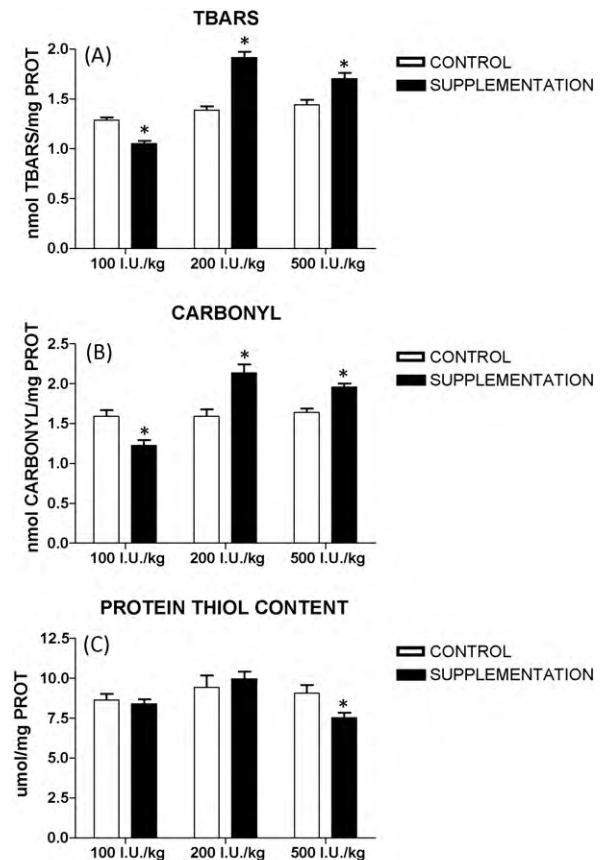 TBARS
(A)
2.0
1.5
1.0
0.5
0.0
nmol TBARS/mg PROT
*
*
*
100 I.U./kg 200 I.U./kg 500 I.U./kg
CONTROL
SUPPLEMENTATION
CARBONYL
(B)
2.5
2.0
1.5
1.0
0.5
0.0
nmol CARBONYL/mg PROT
*
*
*
100 I.U./kg 200 I.U./kg 500 I.U./kg
CONTROL
SUPPLEMENTATION
PROTEIN THIOL CONTENT
(C)
12.5
10.0
7.5
5.0
2.5
0.0
umol/mg PROT
*
100 I.U./kg 200 I.U./kg 500 I.U./kg
CONTROL
SUPPLEMENTATION